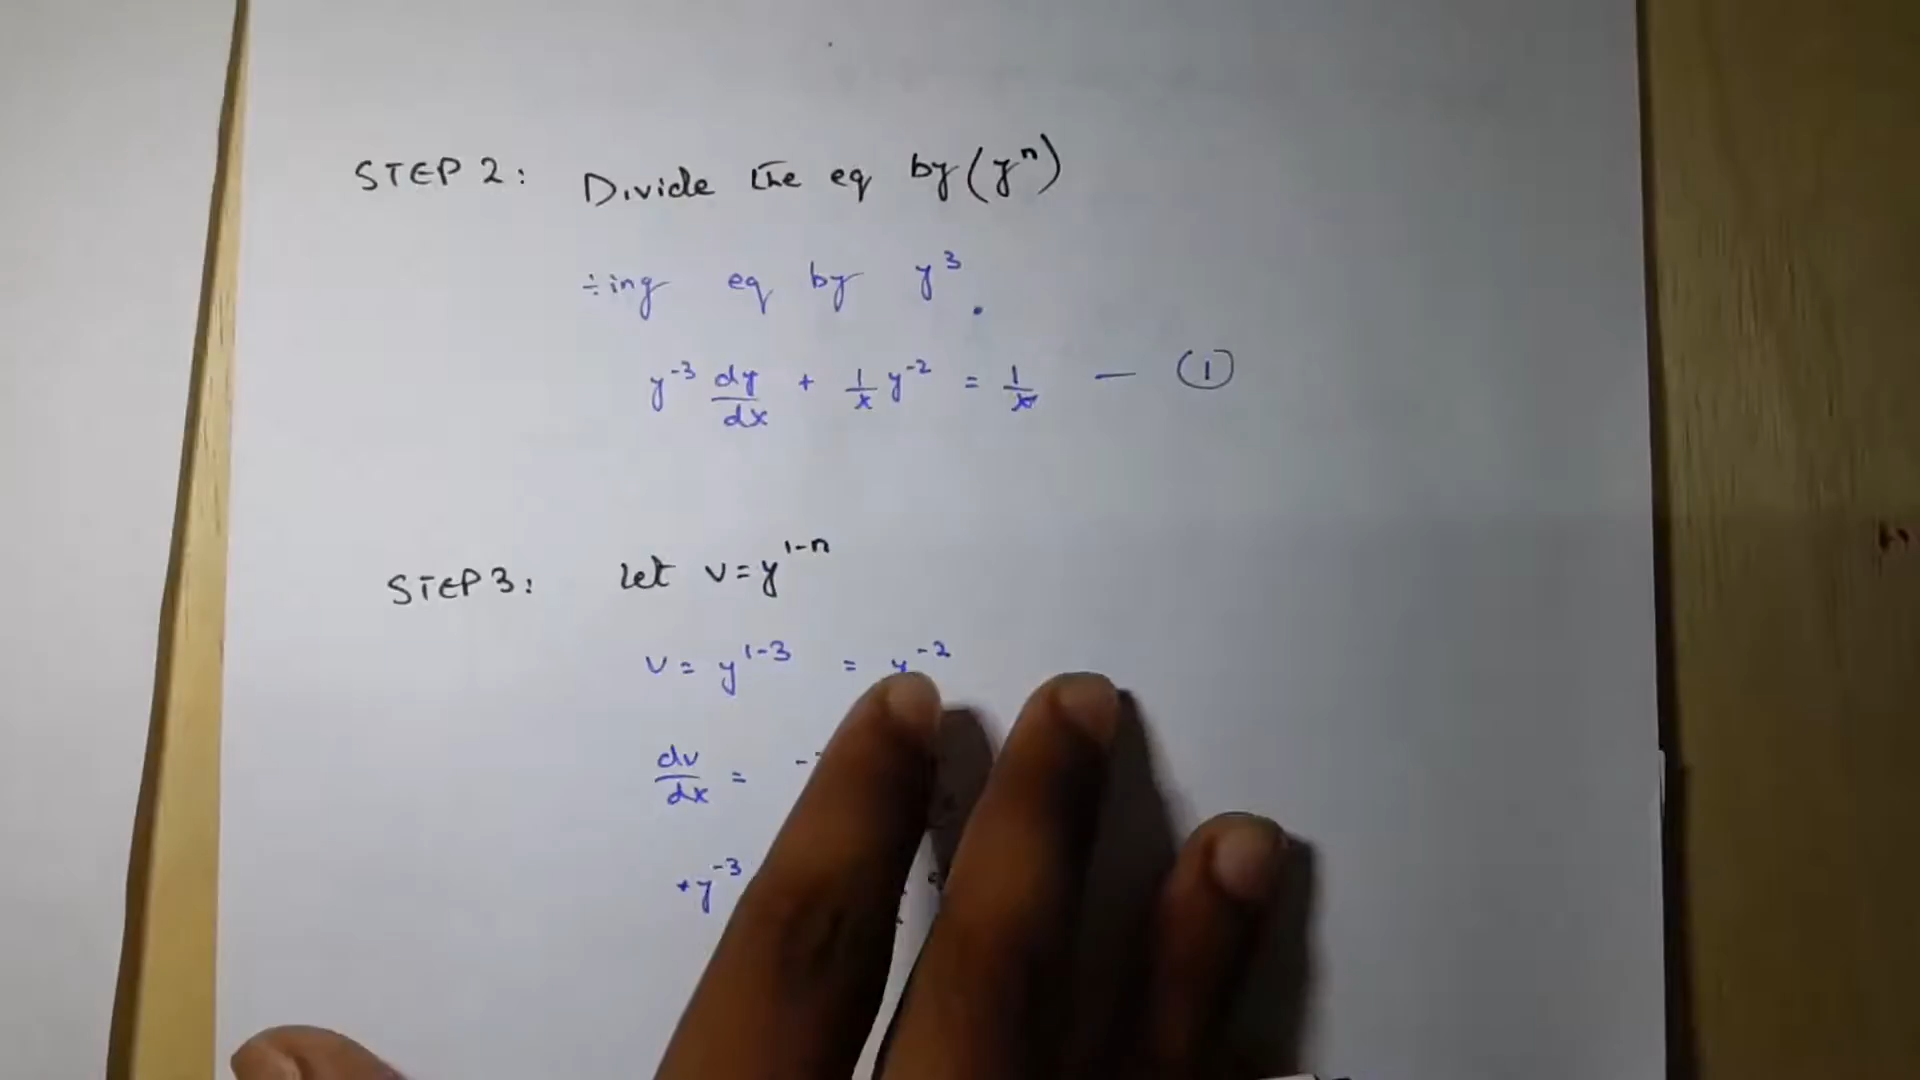 STEP 2: Divide the eq by (yⁿ)
÷ing eq by y³.
y⁻³ dy/dx + 1/x y⁻² = 1/x — ①
STEP 3: Let v = y¹⁻ⁿ
v = y¹⁻³ = y⁻²
dv/dx = -
+y⁻³